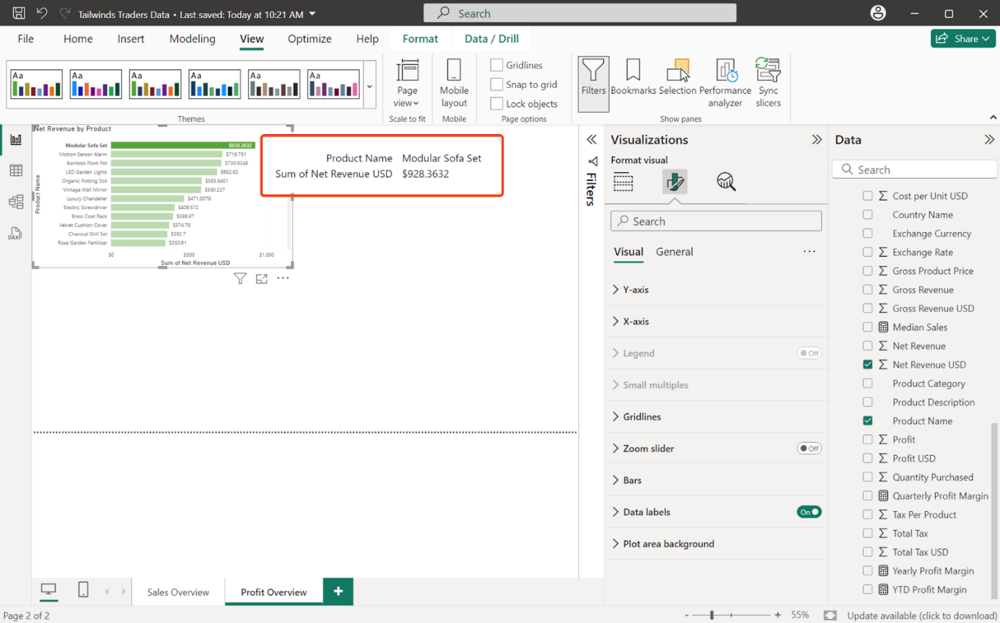 Tailwinds Traders Data • Last saved: Today at 10:21 AM
Search
File Home Insert Modeling View Optimize Help Format Data / Drill
Share
Aa Aa Aa Aa Aa Aa
Themes
Page view
Scale to fit
Mobile layout
Mobile
Gridlines
Snap to grid
Lock objects
Page options
Filters
Bookmarks
Selection
Performance analyzer
Sync slicers
Show panes
DAX
Net Revenue by Product
Product Name
Modular Sofa Set $928.3632
Motion Sensor Alarm $716.751
Bamboo Plant Pot $709.9248
LED Garden Lights $682.62
Organic Potting Soil $583.6401
Vintage Wall Mirror $580.227
Luxury Chandelier $471.0078
Electric Screwdriver $409.572
Brass Coat Rack $398.97
Velvet Cushion Cover $374.79
Charcoal Grill Set $362.7
Rose Garden Fertilizer $350.61
$0 $500 $1,000
Sum of Net Revenue USD
Product Name Modular Sofa Set
Sum of Net Revenue USD $928.3632
Filters
Visualizations
Format visual
Search
Visual General
Y-axis
X-axis
Legend Off
Small multiples
Gridlines
Zoom slider Off
Bars
Data labels On
Plot area background
Data
Search
Cost per Unit USD
Country Name
Exchange Currency
Exchange Rate
Gross Product Price
Gross Revenue
Gross Revenue USD
Median Sales
Net Revenue
Net Revenue USD
Product Category
Product Description
Product Name
Profit
Profit USD
Quantity Purchased
Quarterly Profit Margin
Tax Per Product
Total Tax
Total Tax USD
Yearly Profit Margin
YTD Profit Margin
Sales Overview Profit Overview +
Page 2 of 2
- + 55%
Update available (click to download)